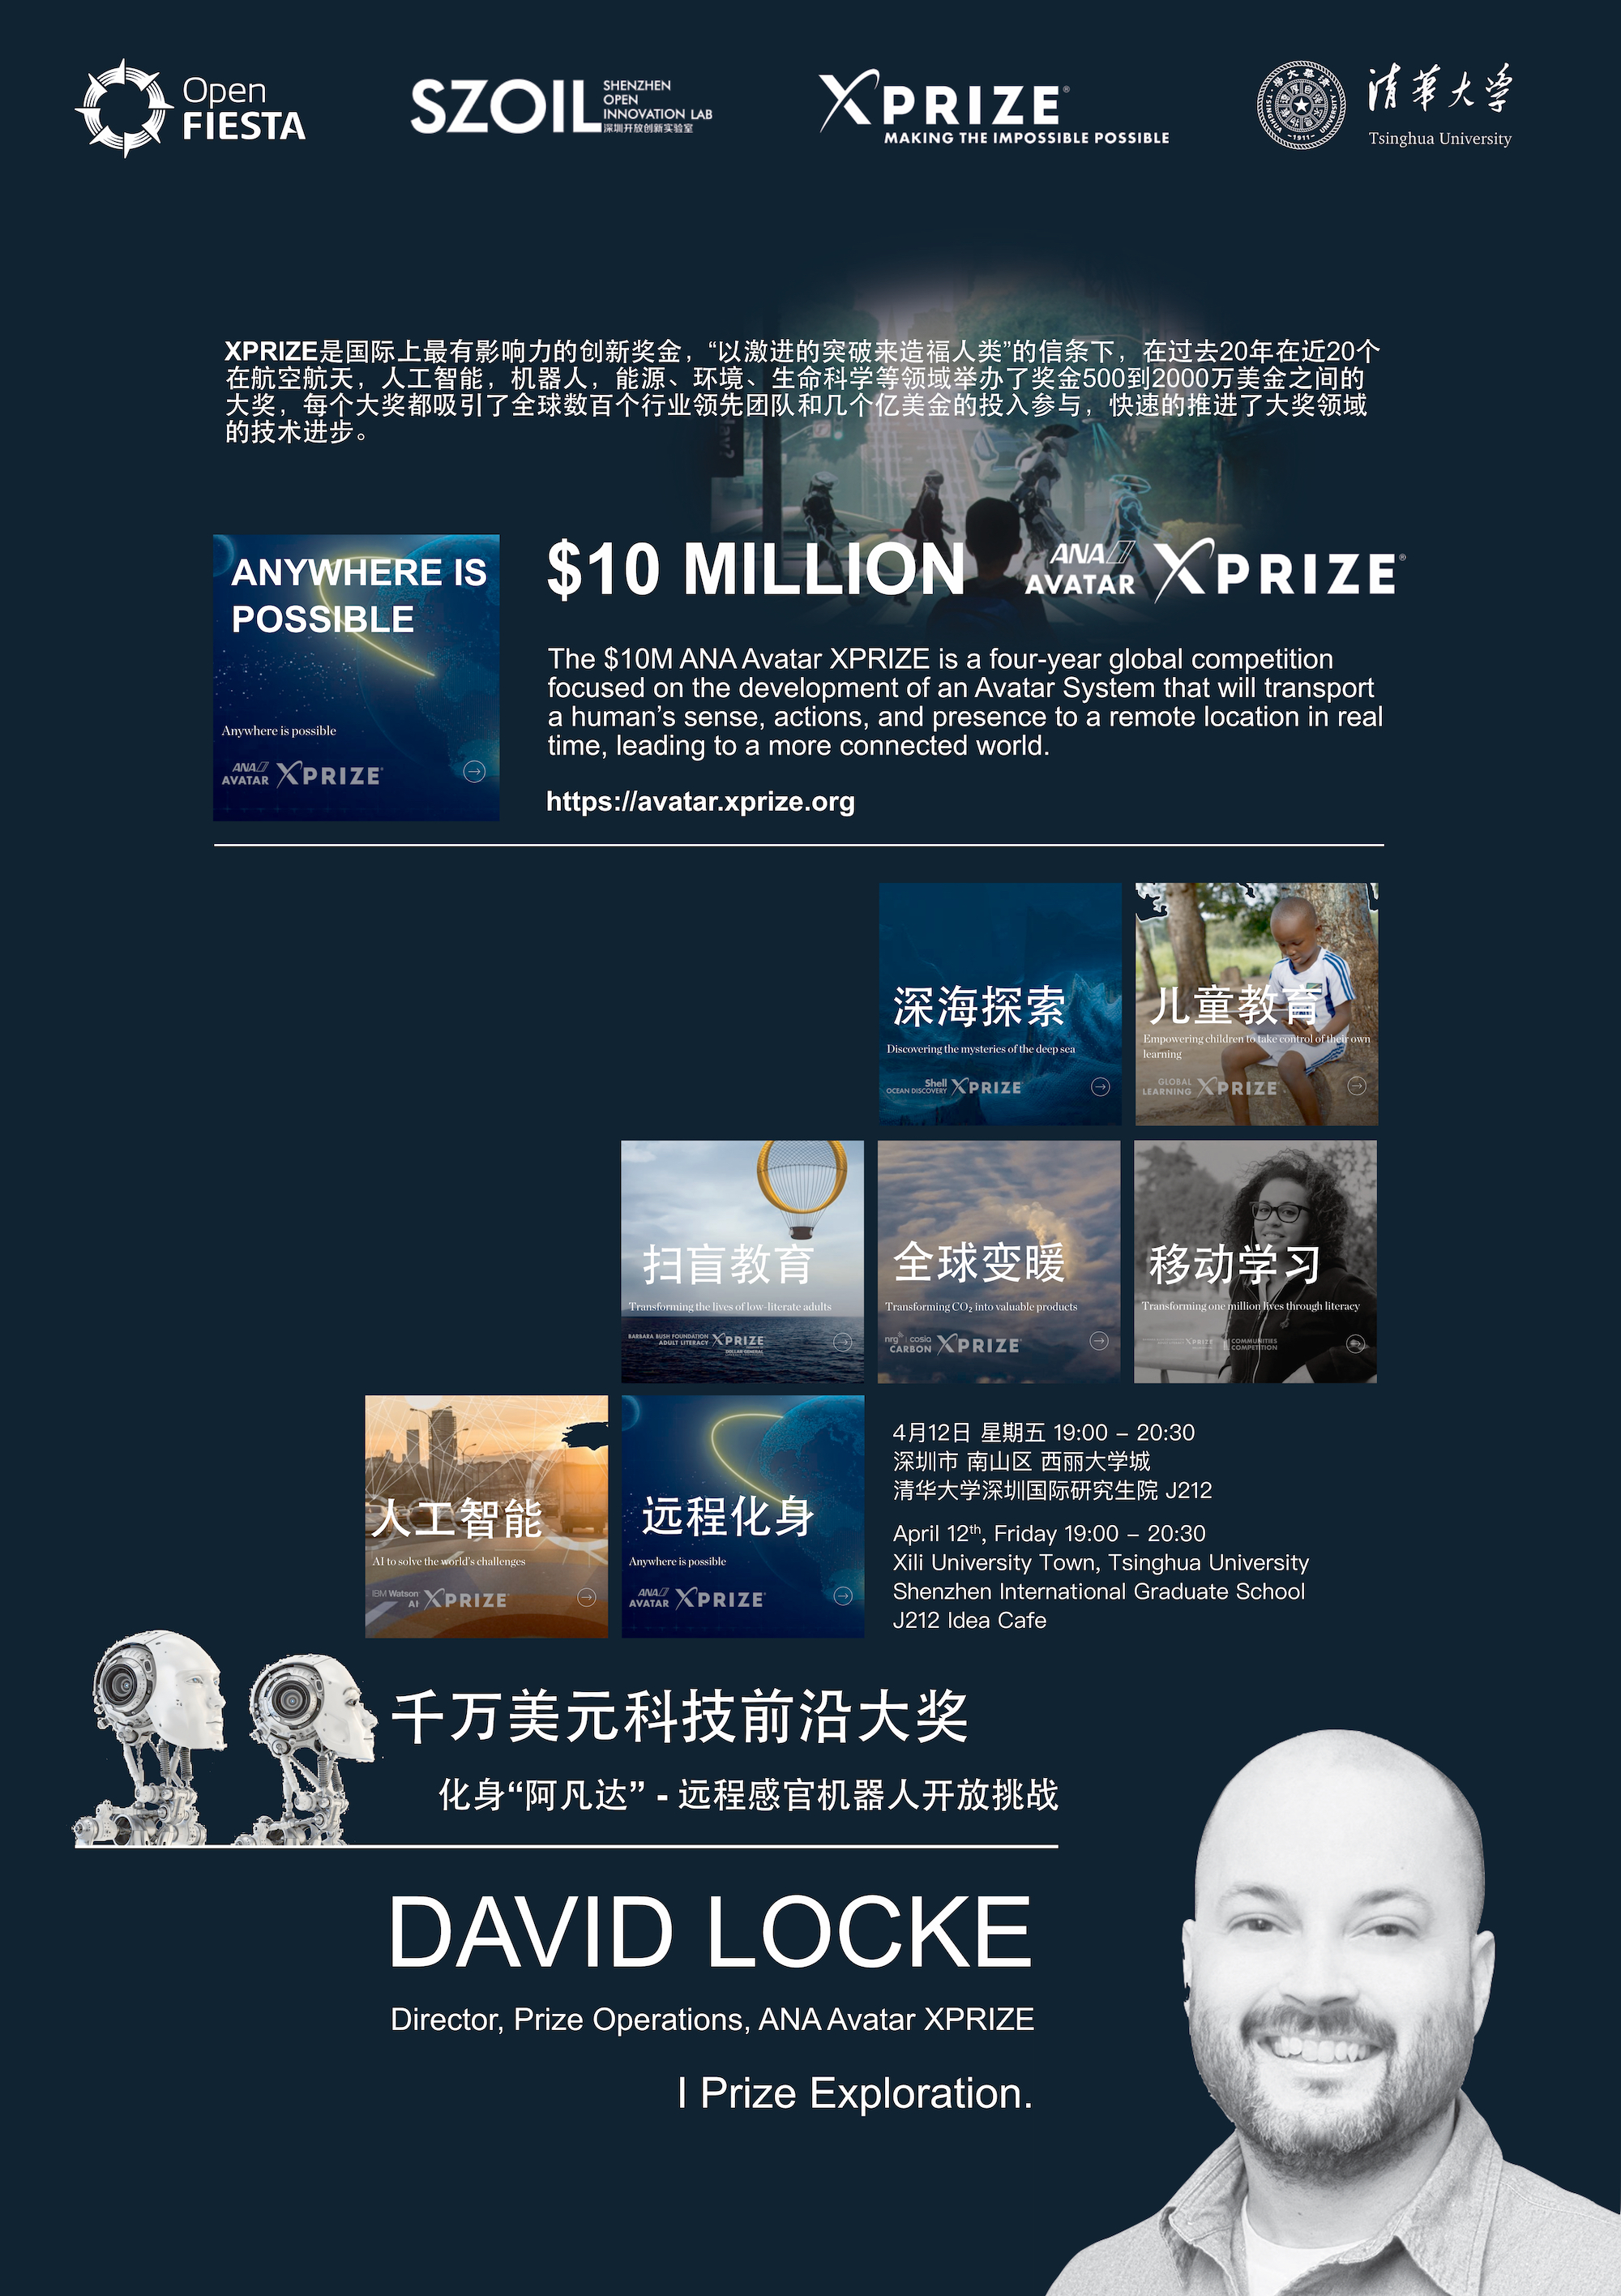 Open
FIESTA
SZOIL
SHENZHEN
OPEN
INNOVATION LAB
深圳开放创新实验室
XPRIZE®
MAKING THE IMPOSSIBLE POSSIBLE
TSINGHUA UNIVERSITY
-1911-
清華大学
Tsinghua University
XPRIZE是国际上最有影响力的创新奖金，“以激进的突破来造福人类”的信条下，在过去20年在近20个
在航空航天，人工智能，机器人，能源、环境、生命科学等领域举办了奖金500到2000万美金之间的
大奖，每个大奖都吸引了全球数百个行业领先团队和几个亿美金的投入参与，快速的推进了大奖领域
的技术进步。
ANYWHERE IS
POSSIBLE
Anywhere is possible
ANA
AVATAR XPRIZE
$10 MILLION
ANA
AVATAR XPRIZE®
The $10M ANA Avatar XPRIZE is a four-year global competition
focused on the development of an Avatar System that will transport
a human’s sense, actions, and presence to a remote location in real
time, leading to a more connected world.
https://avatar.xprize.org
深海探索
Discovering the mysteries of the deep sea
Shell
OCEAN DISCOVERY XPRIZE
儿童教育
Empowering children to take control of their own
learning
GLOBAL
LEARNING XPRIZE
扫盲教育
Transforming the lives of low-literate adults
BARBARA BUSH FOUNDATION
ADULT LITERACY XPRIZE
DOLLAR GENERAL
全球变暖
Transforming CO₂ into valuable products
nrg cosia
CARBON XPRIZE
移动学习
Transforming one million lives through literacy
XPRIZE
COMMUNITIES
COMPETITION
人工智能
AI to solve the world's challenges
IBM Watson
AI XPRIZE
远程化身
Anywhere is possible
ANA
AVATAR XPRIZE
4月12日 星期五 19:00 – 20:30
深圳市 南山区 西丽大学城
清华大学深圳国际研究生院 J212
April 12th, Friday 19:00 – 20:30
Xili University Town, Tsinghua University
Shenzhen International Graduate School
J212 Idea Cafe
千万美元科技前沿大奖
化身“阿凡达” - 远程感官机器人开放挑战
DAVID LOCKE
Director, Prize Operations, ANA Avatar XPRIZE
I Prize Exploration.